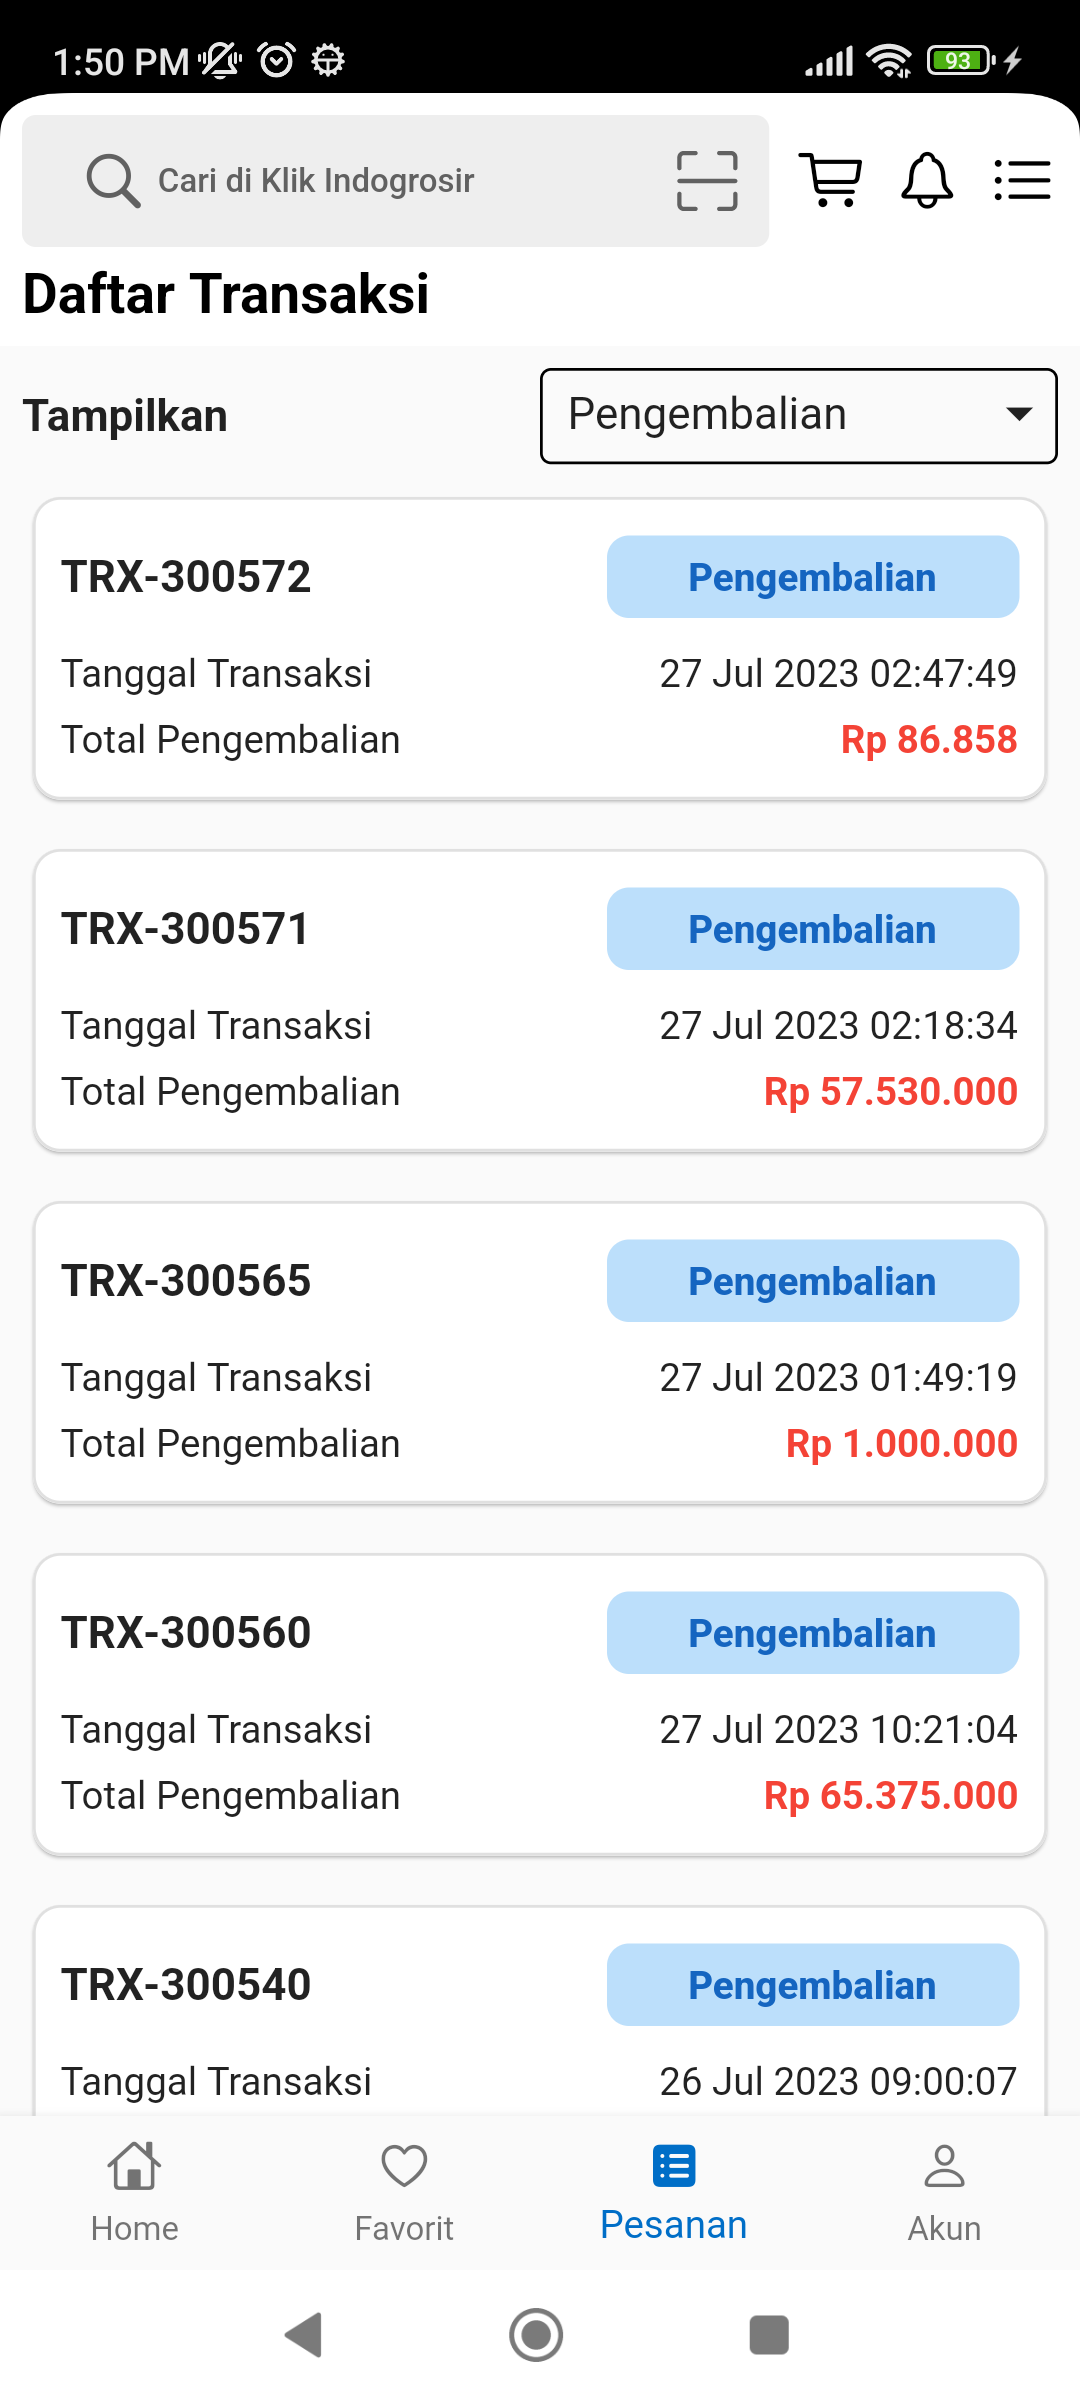 1:50 PM
93
Cari di Klik Indogrosir
Daftar Transaksi
Tampilkan
Pengembalian
TRX-300572
Pengembalian
Tanggal Transaksi 27 Jul 2023 02:47:49
Total Pengembalian Rp 86.858
TRX-300571
Pengembalian
Tanggal Transaksi 27 Jul 2023 02:18:34
Total Pengembalian Rp 57.530.000
TRX-300565
Pengembalian
Tanggal Transaksi 27 Jul 2023 01:49:19
Total Pengembalian Rp 1.000.000
TRX-300560
Pengembalian
Tanggal Transaksi 27 Jul 2023 10:21:04
Total Pengembalian Rp 65.375.000
TRX-300540
Pengembalian
Tanggal Transaksi 26 Jul 2023 09:00:07
Home Favorit Pesanan Akun